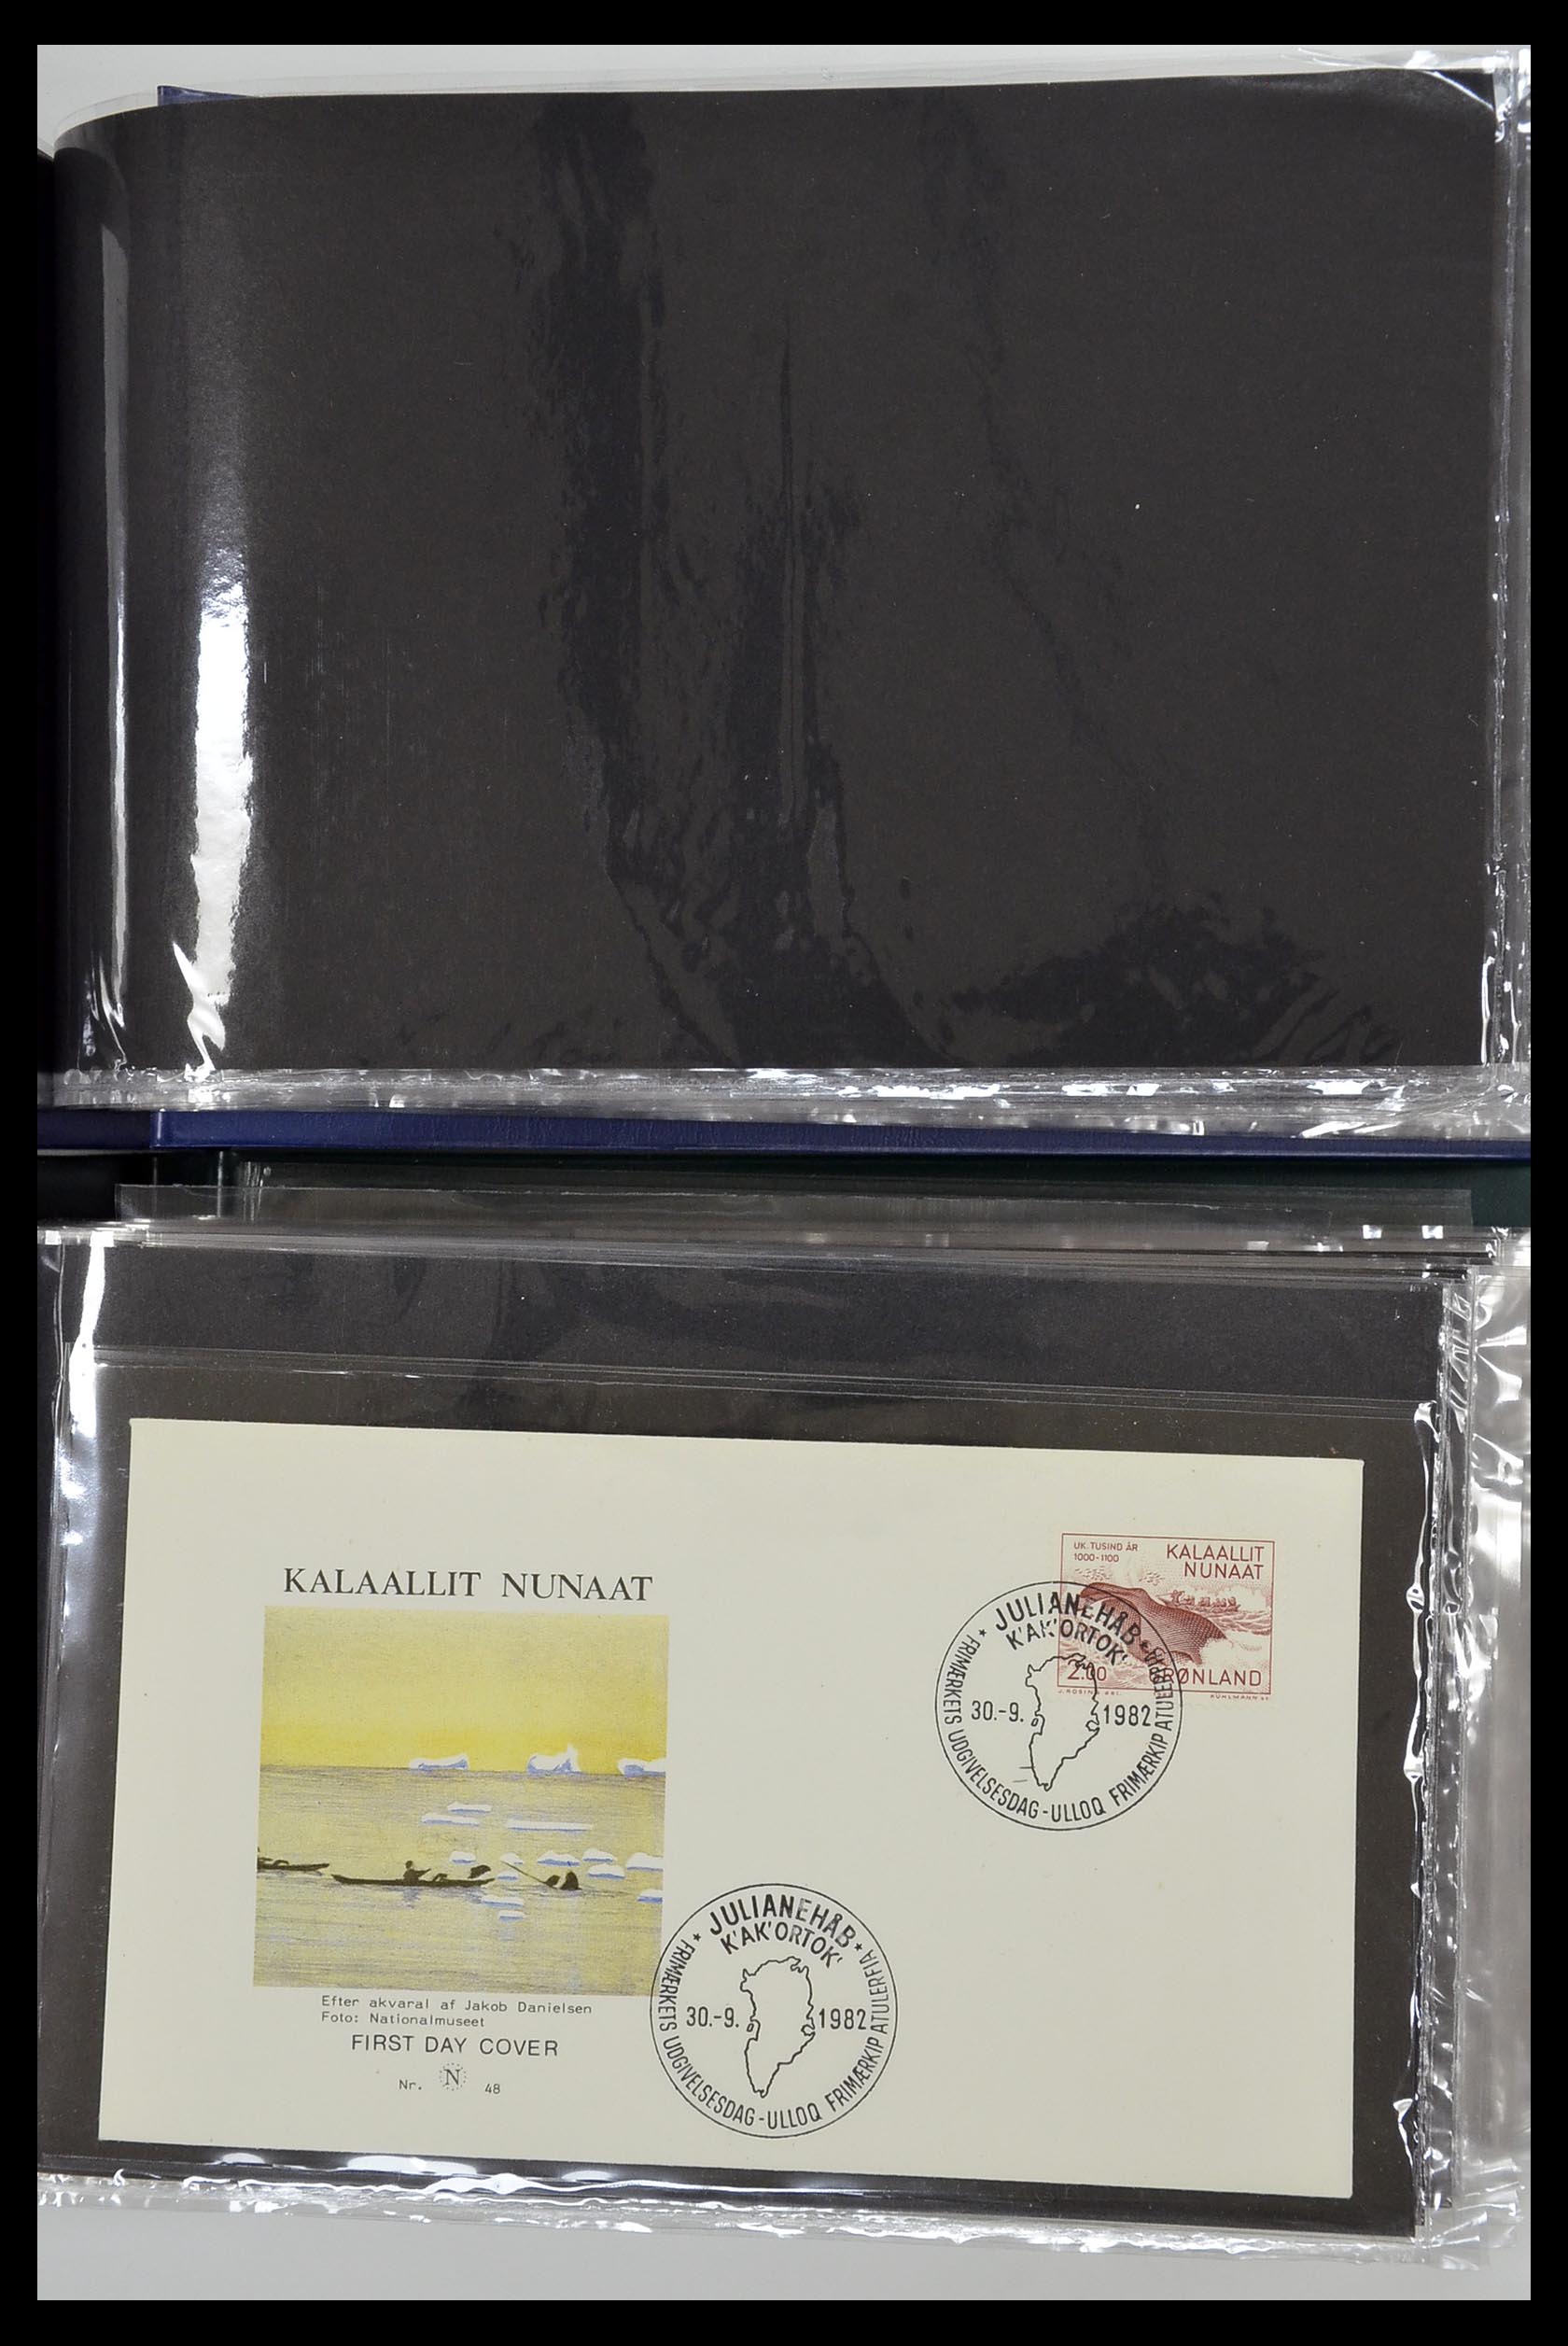 KALAALLIT NUNAAT
Efter akvaral af Jakob Danielsen
Foto: Nationalmuseet
FIRST DAY COVER
Nr. N 48
UK. TUSIND ÅR
1000-1100
KALAALLIT
NUNAAT
2.00 GRØNLAND
JULIANEHÅB
K'AK'ORTOK'
30.-9. 1982
FRIMÆRKETS UDGIVELSESDAG - ULLOQ FRIMÆRKIP ATULERFIA
JULIANEHÅB
K'AK'ORTOK'
30.-9. 1982
FRIMÆRKETS UDGIVELSESDAG - ULLOQ FRIMÆRKIP ATULERFIA